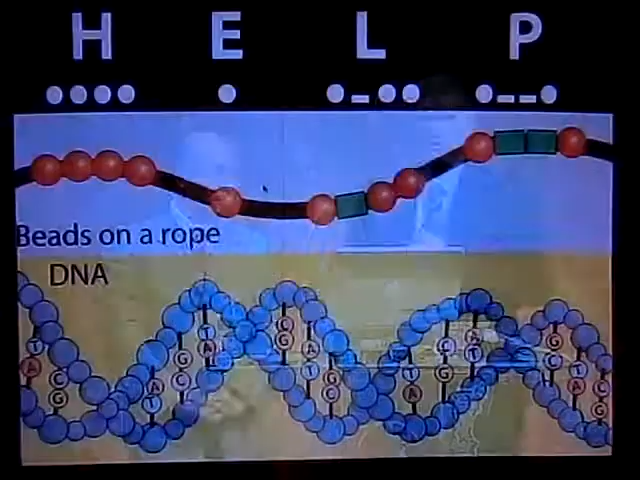 H E L P
•••• • •–•• •––•
Beads on a rope
DNA